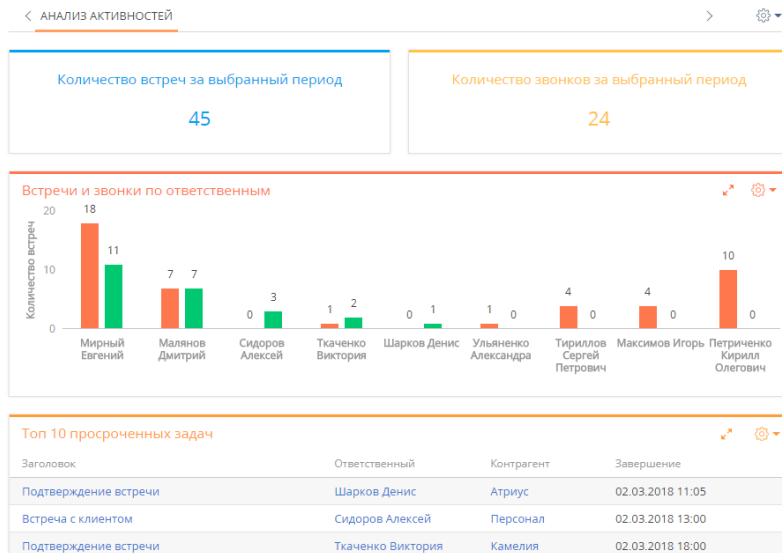 АНАЛИЗ АКТИВНОСТЕЙ
Количество встреч за выбранный период
45
Количество звонков за выбранный период
24
Встречи и звонки по ответственным
Количество встреч
20
10
0
18
11
7 7
0 3
1 2
0 1
1 0
4 0
4 0
10 0
Мирный
Евгений
Малянов
Дмитрий
Сидоров
Алексей
Ткаченко
Виктория
Шарков Денис
Ульяненко
Александра
Тириллов
Сергей
Петрович
Максимов Игорь
Петриченко
Кирилл
Олегович
Топ 10 просроченных задач
Заголовок Ответственный Контрагент Завершение
Подтверждение встречи Шарков Денис Атриус 02.03.2018 11:05
Встреча с клиентом Сидоров Алексей Персонал 02.03.2018 13:00
Подтверждение встречи Ткаченко Виктория Камелия 02.03.2018 18:00